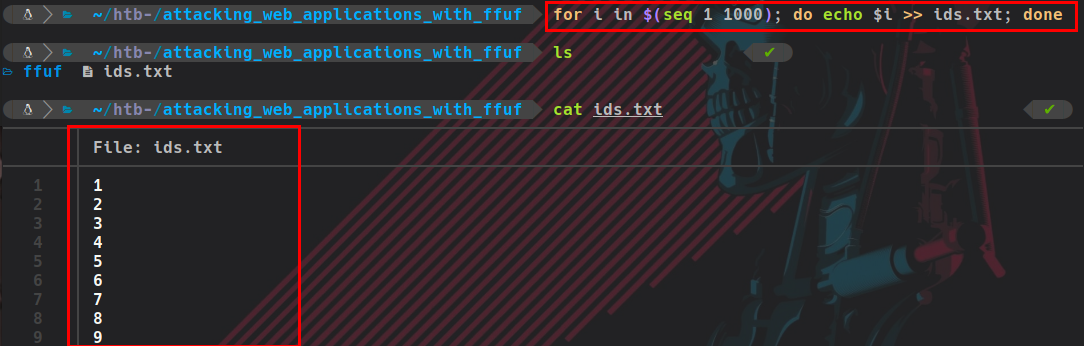 ~/htb-/attacking_web_applications_with_ffuf for i in $(seq 1 1000); do echo $i >> ids.txt; done
~/htb-/attacking_web_applications_with_ffuf ls ✔
ffuf ids.txt
~/htb-/attacking_web_applications_with_ffuf cat ids.txt ✔
File: ids.txt
1 1
2 2
3 3
4 4
5 5
6 6
7 7
8 8
9 9